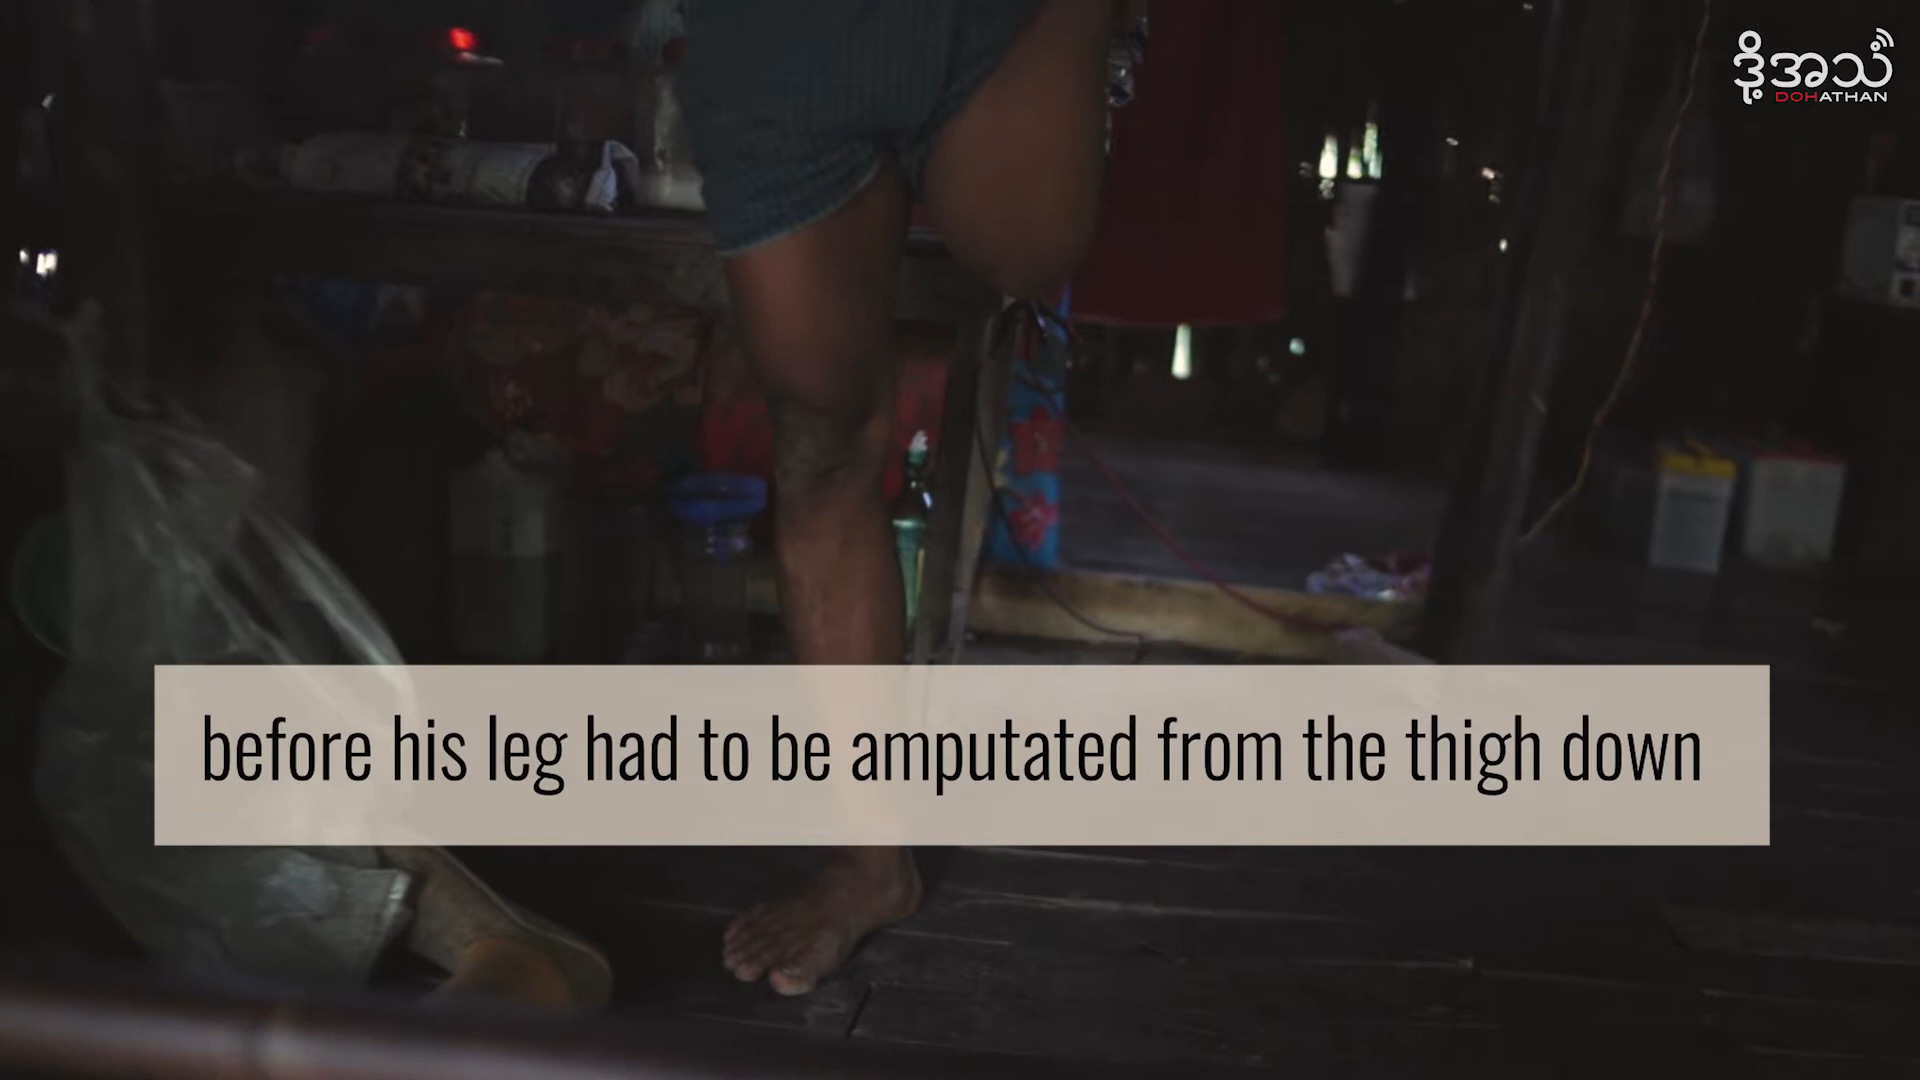 ဒို့အသံ
DOHATHAN
before his leg had to be amputated from the thigh down